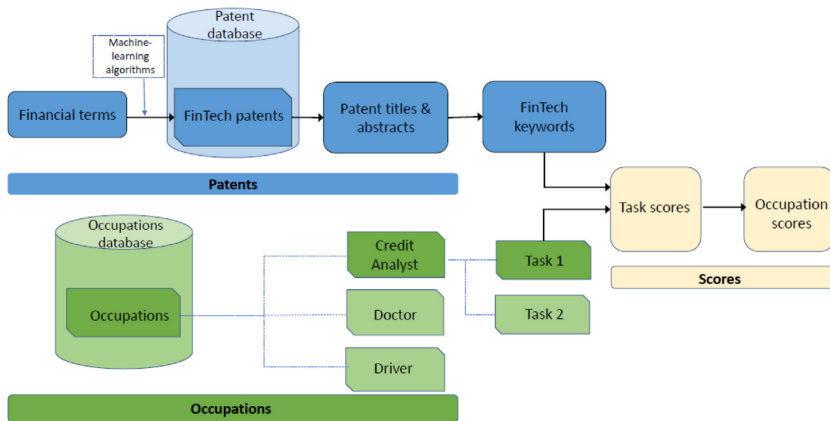 Patent
database
Machine-
learning
algorithms
Financial terms
FinTech patents
Patent titles &
abstracts
FinTech
keywords
Patents
Task scores
Occupation
scores
Scores
Occupations
database
Occupations
Credit
Analyst
Doctor
Driver
Task 1
Task 2
Occupations